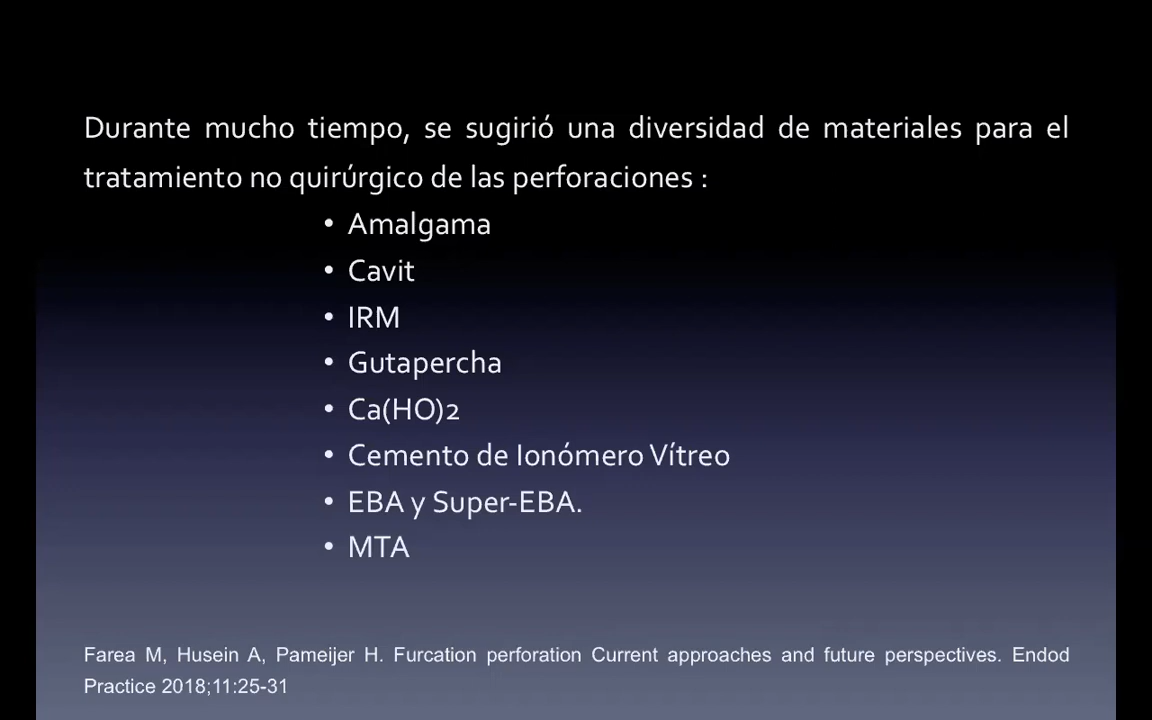 Durante mucho tiempo, se sugirió una diversidad de materiales para el
tratamiento no quirúrgico de las perforaciones :
• Amalgama
• Cavit
• IRM
• Gutapercha
• Ca(HO)2
• Cemento de Ionómero Vítreo
• EBA y Super-EBA.
• MTA
Farea M, Husein A, Pameijer H. Furcation perforation Current approaches and future perspectives. Endod
Practice 2018;11:25-31